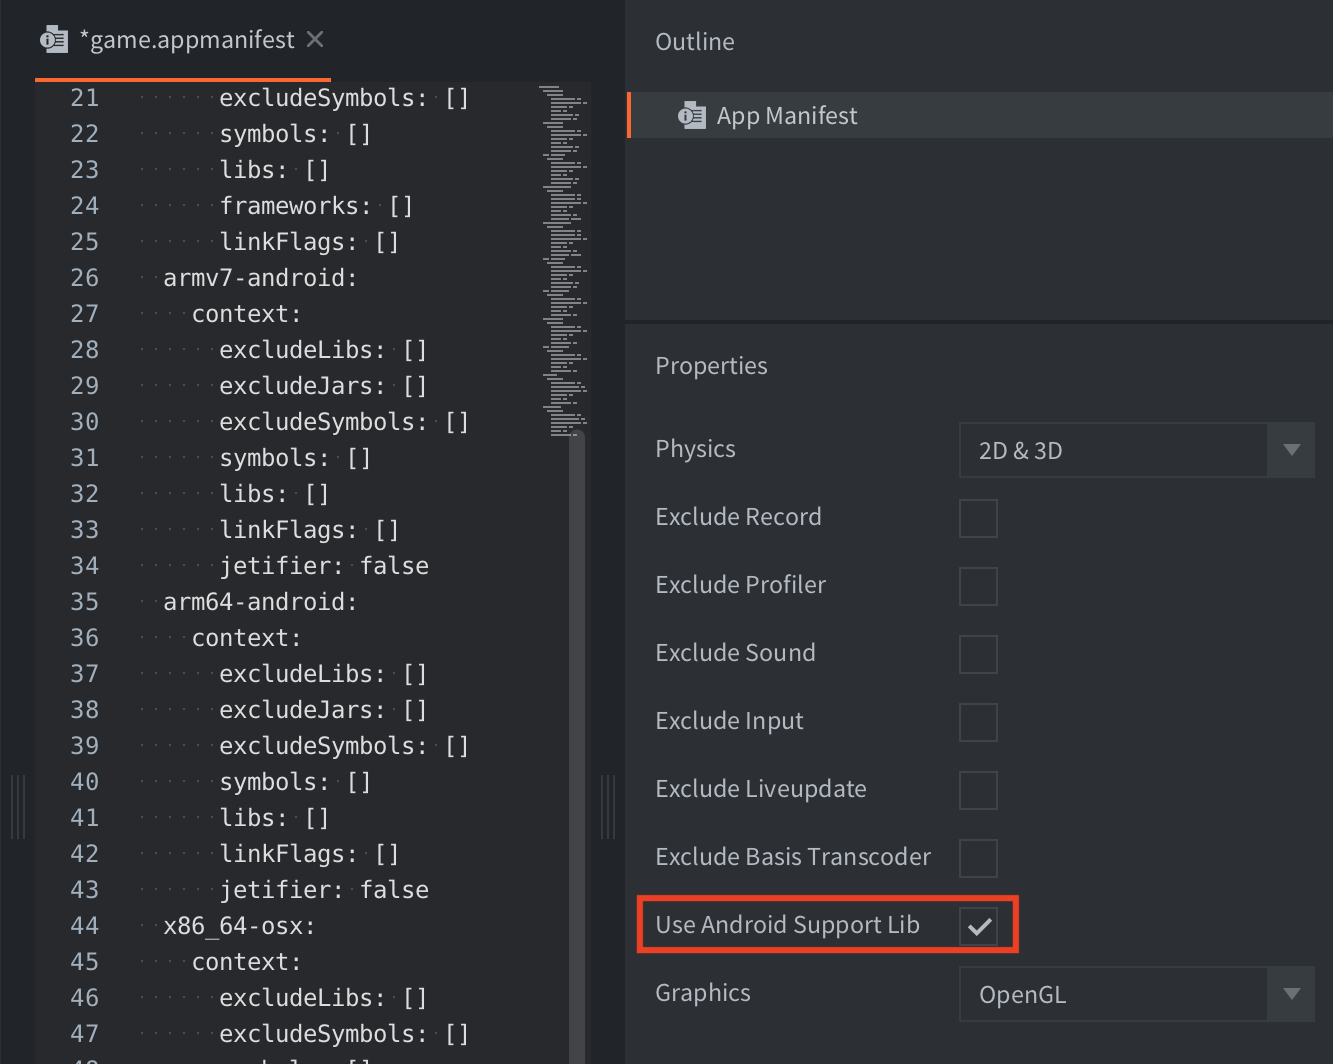 *game.appmanifest
21 excludeSymbols: []
22 symbols: []
23 libs: []
24 frameworks: []
25 linkFlags: []
26 armv7-android:
27 context:
28 excludeLibs: []
29 excludeJars: []
30 excludeSymbols: []
31 symbols: []
32 libs: []
33 linkFlags: []
34 jetifier: false
35 arm64-android:
36 context:
37 excludeLibs: []
38 excludeJars: []
39 excludeSymbols: []
40 symbols: []
41 libs: []
42 linkFlags: []
43 jetifier: false
44 x86_64-osx:
45 context:
46 excludeLibs: []
47 excludeSymbols: []
Outline
App Manifest
Properties
Physics 2D & 3D
Exclude Record
Exclude Profiler
Exclude Sound
Exclude Input
Exclude Liveupdate
Exclude Basis Transcoder
Use Android Support Lib
Graphics OpenGL